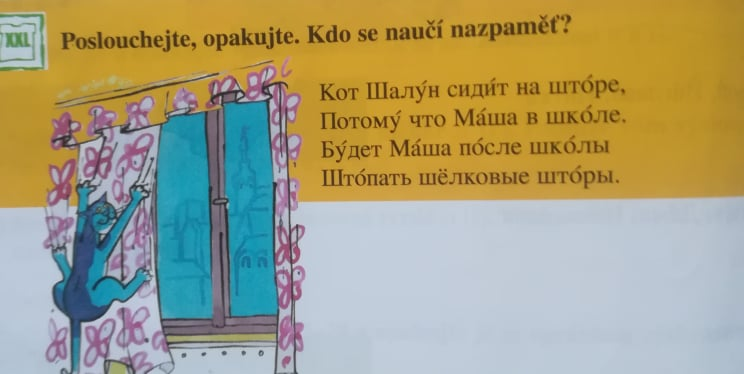 XXL
Poslouchejte, opakujte. Kdo se naučí nazpaměť?
Кот Шалу́н сиди́т на што́ре,
Потому́ что Ма́ша в шко́ле.
Бу́дет Ма́ша по́сле шко́лы
Што́пать шёлковые што́ры.